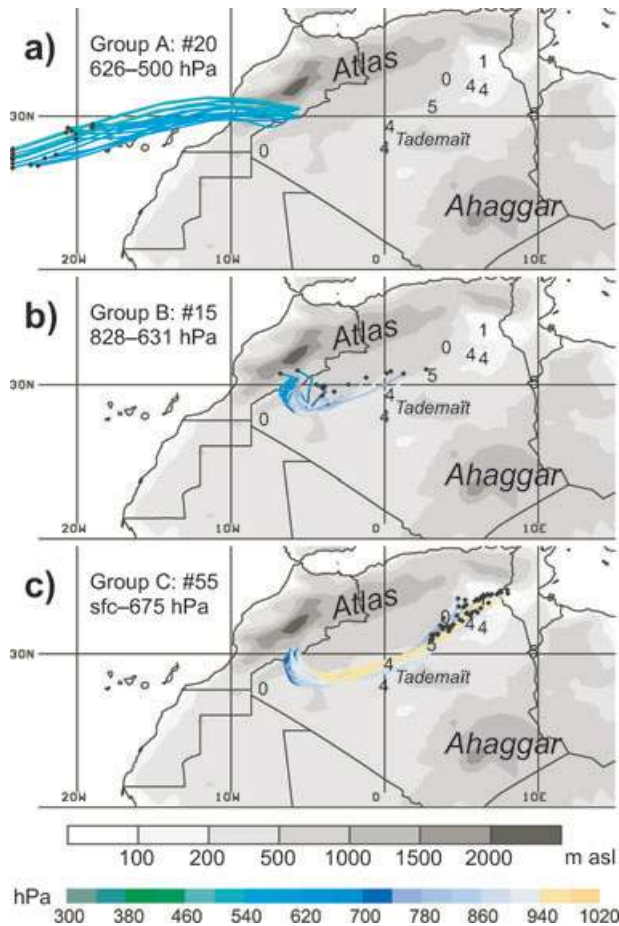 a)
Group A: #20
626–500 hPa
Atlas
1
0
4 4
5
30N
4
Tademaït
0
4
Ahaggar
20W
10W
0
10E
b)
Group B: #15
828–631 hPa
Atlas
1
0
4 4
5
5
30N
4
Tademaït
0
4
Ahaggar
20W
10W
0
10E
c)
Group C: #55
sfc–675 hPa
Atlas
0
4 4
5
5
30N
4
Tademaït
0
4
Ahaggar
20W
10W
0
10E
100 200 500 1000 1500 2000 m asl
hPa
300 380 460 540 620 700 780 860 940 1020